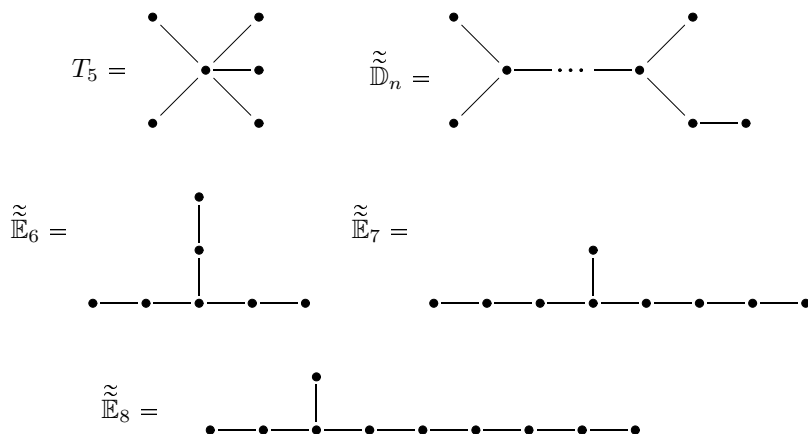 T₅ = 𝔻̃̃ₙ = ⋯
𝔼̃̃₆ = 𝔼̃̃₇ =
𝔼̃̃₈ =